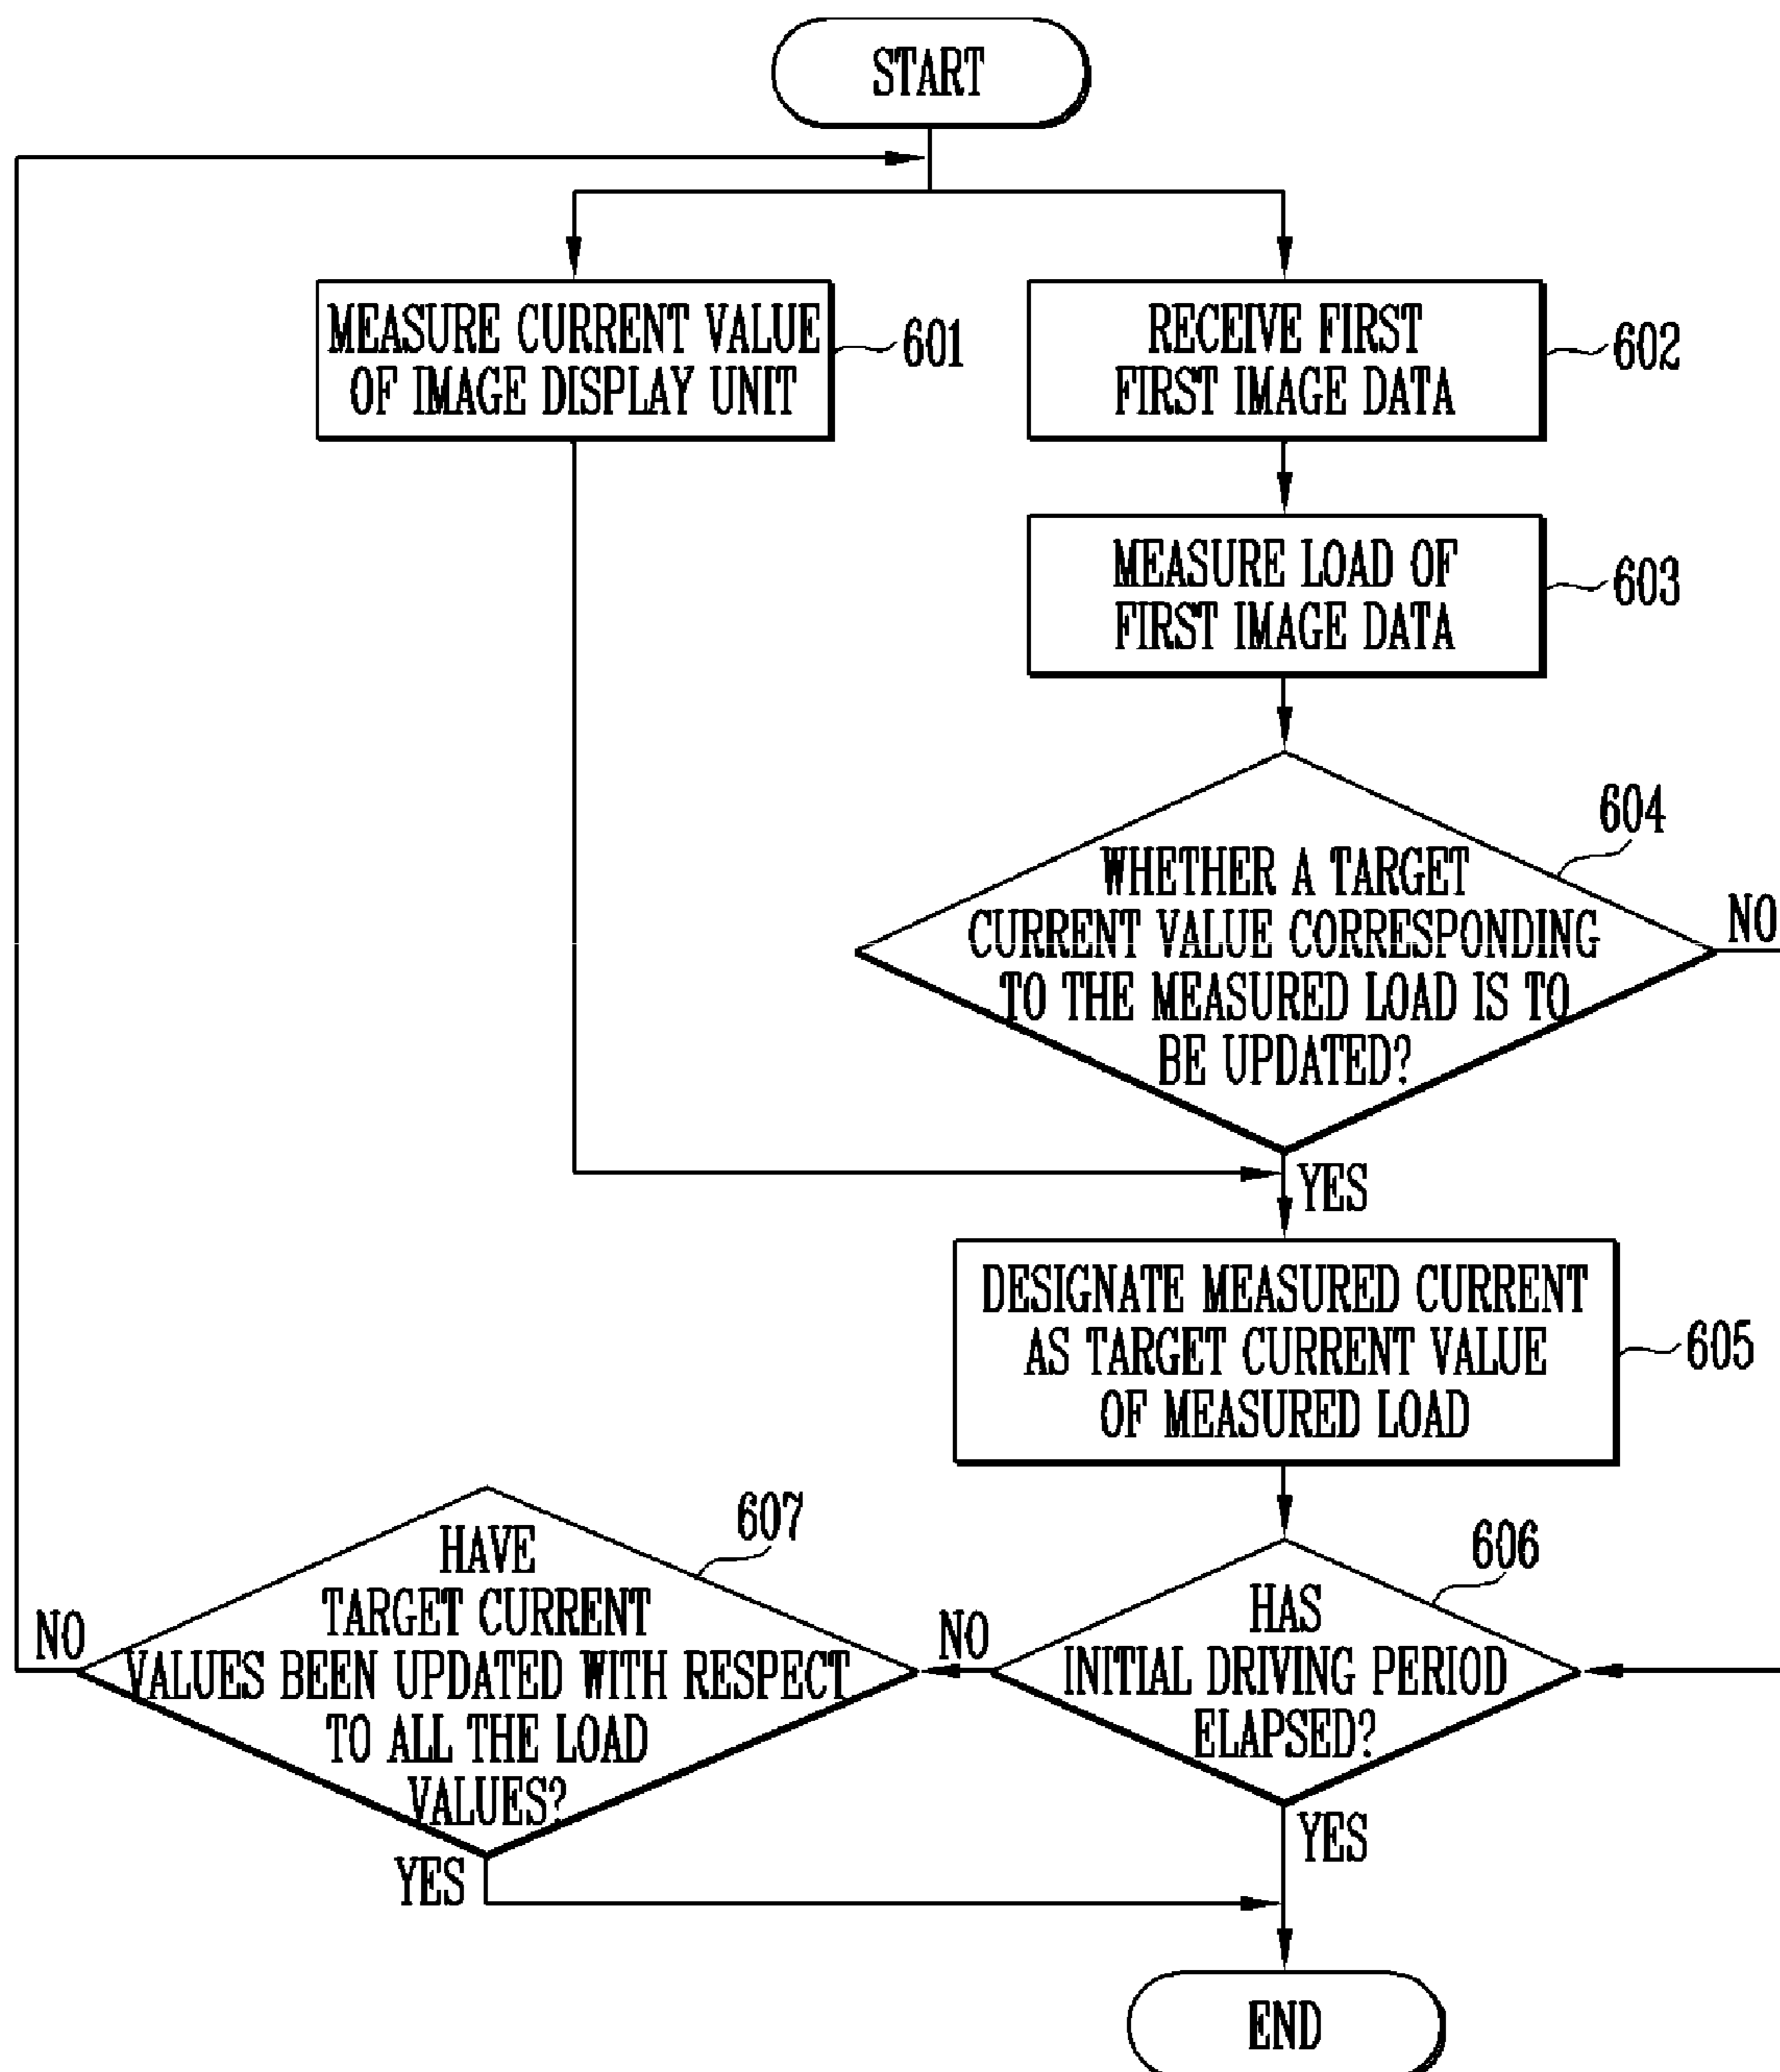 START
MEASURE CURRENT VALUE
OF IMAGE DISPLAY UNIT
601
RECEIVE FIRST
FIRST IMAGE DATA
602
MEASURE LOAD OF
FIRST IMAGE DATA
603
604
WHETHER A TARGET
CURRENT VALUE CORRESPONDING
TO THE MEASURED LOAD IS TO
BE UPDATED?
NO
YES
DESIGNATE MEASURED CURRENT
AS TARGET CURRENT VALUE
OF MEASURED LOAD
605
606
HAS
INITIAL DRIVING PERIOD
ELAPSED?
NO
YES
607
HAVE
TARGET CURRENT
VALUES BEEN UPDATED WITH RESPECT
TO ALL THE LOAD
VALUES?
NO
YES
END